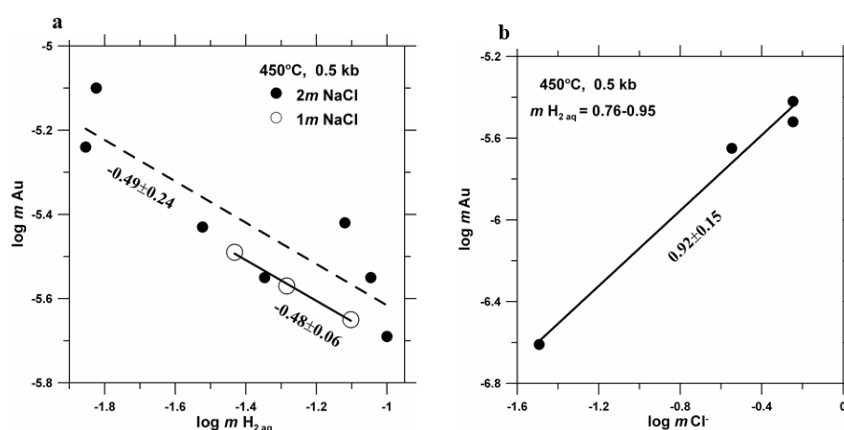 a
450°C, 0.5 kb
2m NaCl
1m NaCl
-5
-5.2
-5.4
-5.6
-5.8
log m Au
-0.49±0.24
-0.48±0.06
-1.8
-1.6
-1.4
-1.2
-1
log m H2 aq
b
450°C, 0.5 kb
m H2 aq = 0.76-0.95
-5.2
-5.6
-6
-6.4
-6.8
log m Au
0.92±0.15
-1.6
-1.2
-0.8
-0.4
0
log m Cl-